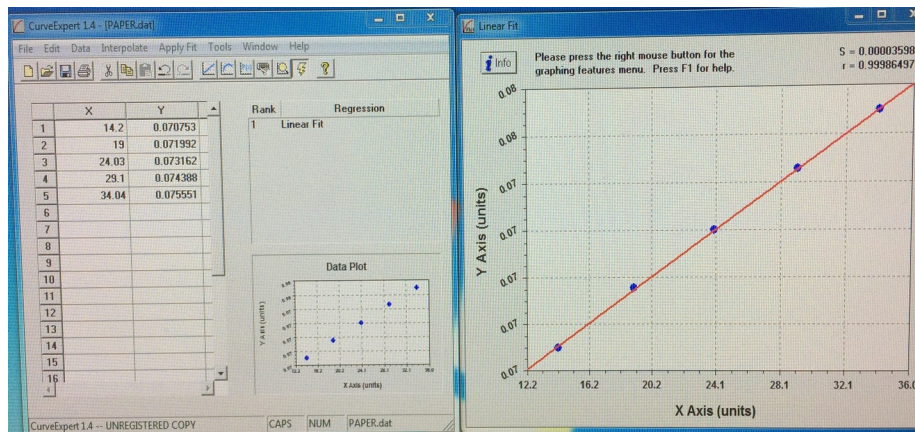 CurveExpert 1.4 - [PAPER.dat]
File Edit Data Interpolate Apply Fit Tools Window Help
X Y
1 14.2 0.070753
2 19 0.071992
3 24.03 0.073162
4 29.1 0.074388
5 34.04 0.075551
6
7
8
9
10
11
12
13
14
15
16
Rank Regression
1 Linear Fit
Data Plot
Y Axis (units)
X Axis (units)
CurveExpert 1.4 -- UNREGISTERED COPY CAPS NUM PAPER.dat
Linear Fit
Info
Please press the right mouse button for the
graphing features menu. Press F1 for help.
S = 0.00003598
r = 0.99986497
Y Axis (units)
0.08
0.08
0.07
0.07
0.07
0.07
0.07
12.2 16.2 20.2 24.1 28.1 32.1 36.0
X Axis (units)